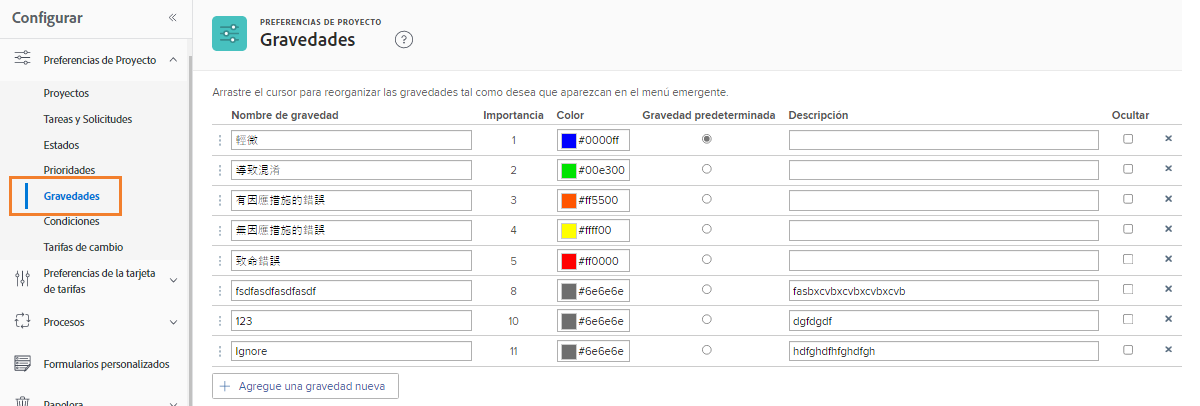 Configurar
Preferencias de Proyecto
Proyectos
Tareas y Solicitudes
Estados
Prioridades
Gravedades
Condiciones
Tarifas de cambio
Preferencias de la tarjeta
de tarifas
Procesos
Formularios personalizados
Papelera
PREFERENCIAS DE PROYECTO
Gravedades ?
Arrastre el cursor para reorganizar las gravedades tal como desea que aparezcan en el menú emergente.
Nombre de gravedad Importancia Color Gravedad predeterminada Descripción Ocultar
輕微 1 #0000ff
導致混淆 2 #00e300
有因應措施的錯誤 3 #ff5500
無因應措施的錯誤 4 #ffff00
致命錯誤 5 #ff0000
fsdfasdfasdfasdf 8 #6e6e6e fasbxcvbxcvbxcvbxcvb
123 10 #6e6e6e dgfdgdf
Ignore 11 #6e6e6e hdfghdfhfghdfgh
+ Agregue una gravedad nueva